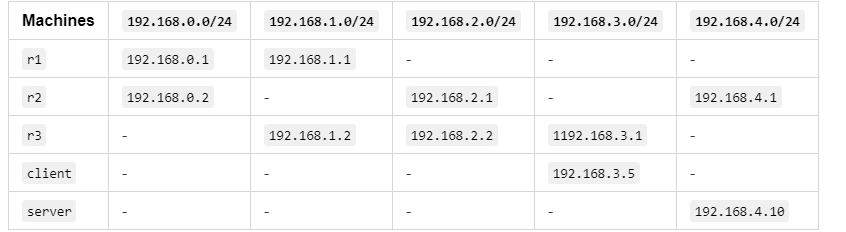 Machines 192.168.0.0/24 192.168.1.0/24 192.168.2.0/24 192.168.3.0/24 192.168.4.0/24
r1 192.168.0.1 192.168.1.1 - - -
r2 192.168.0.2 - 192.168.2.1 - 192.168.4.1
r3 - 192.168.1.2 192.168.2.2 1192.168.3.1 -
client - - - 192.168.3.5 -
server - - - - 192.168.4.10